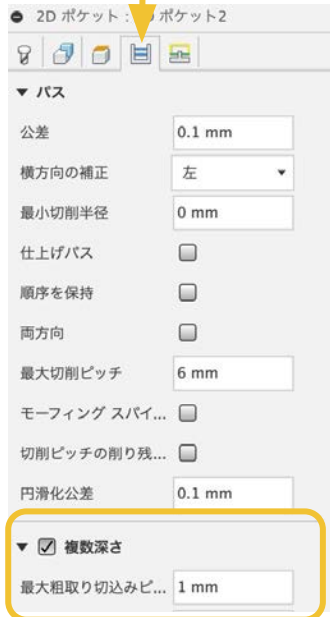 2D ポケット : ポケット2
▼ パス
公差 0.1 mm
横方向の補正 左
最小切削半径 0 mm
仕上げパス
順序を保持
両方向
最大切削ピッチ 6 mm
モーフィング スパイ...
切削ピッチの削り残...
円滑化公差 0.1 mm
▼ 複数深さ
最大粗取り切込みピ... 1 mm